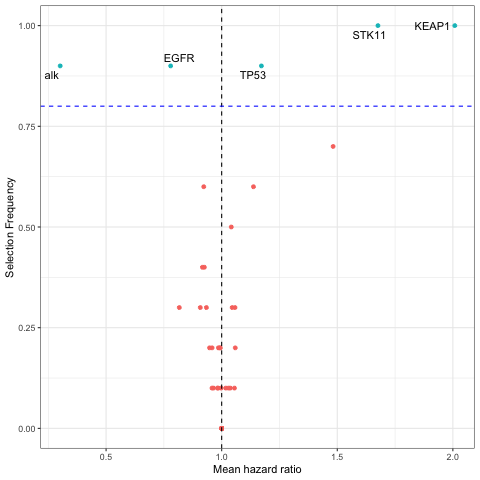 1.00
KEAP1
STK11
EGFR
alk
TP53
0.75
Selection Frequency
0.50
0.25
0.00
0.5
1.0
1.5
2.0
Mean hazard ratio